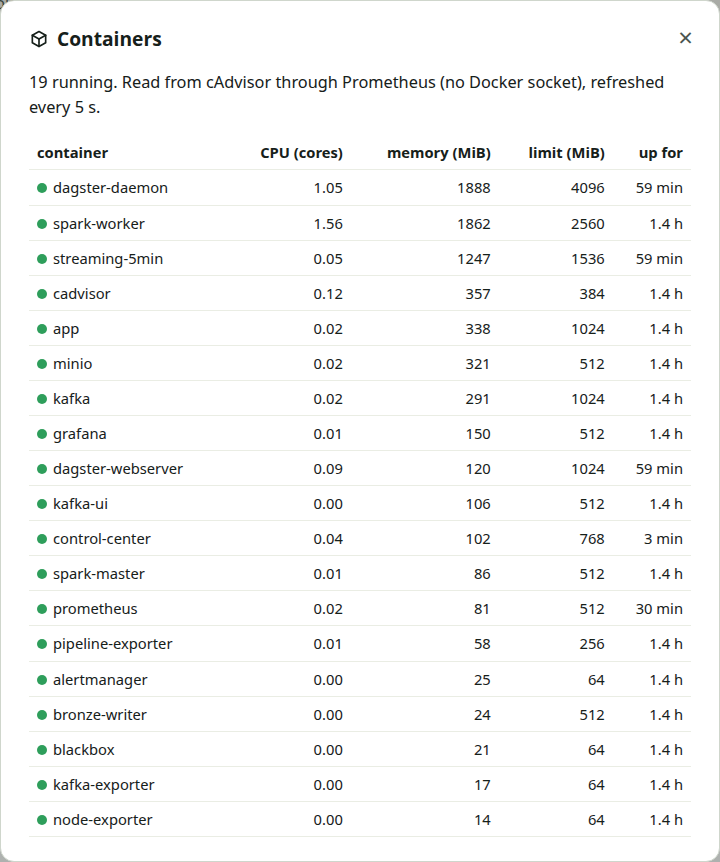 Containers
19 running. Read from cAdvisor through Prometheus (no Docker socket), refreshed
every 5 s.
container CPU (cores) memory (MiB) limit (MiB) up for
dagster-daemon 1.05 1888 4096 59 min
spark-worker 1.56 1862 2560 1.4 h
streaming-5min 0.05 1247 1536 59 min
cadvisor 0.12 357 384 1.4 h
app 0.02 338 1024 1.4 h
minio 0.02 321 512 1.4 h
kafka 0.02 291 1024 1.4 h
grafana 0.01 150 512 1.4 h
dagster-webserver 0.09 120 1024 59 min
kafka-ui 0.00 106 512 1.4 h
control-center 0.04 102 768 3 min
spark-master 0.01 86 512 1.4 h
prometheus 0.02 81 512 30 min
pipeline-exporter 0.01 58 256 1.4 h
alertmanager 0.00 25 64 1.4 h
bronze-writer 0.00 24 512 1.4 h
blackbox 0.00 21 64 1.4 h
kafka-exporter 0.00 17 64 1.4 h
node-exporter 0.00 14 64 1.4 h